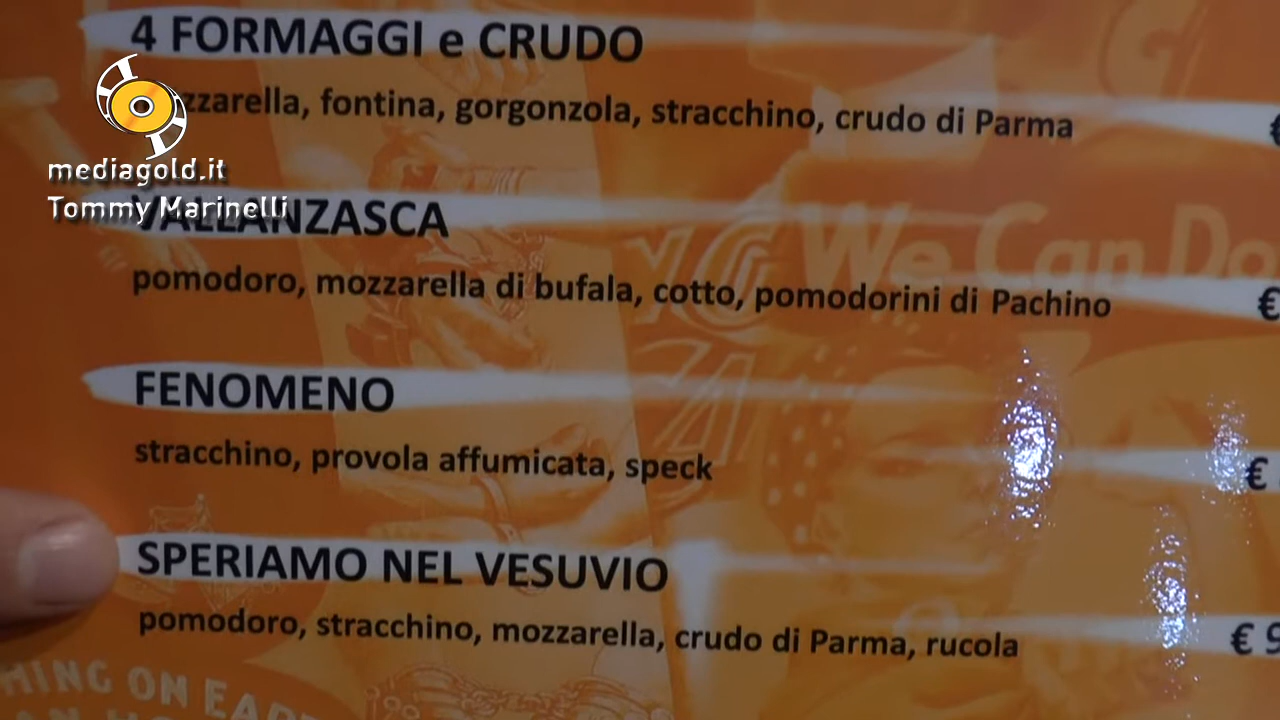 4 FORMAGGI e CRUDO
mozzarella, fontina, gorgonzola, stracchino, crudo di Parma €
mediagold.it
Tommy Marinelli
VALLANZASCA
We Can Do
pomodoro, mozzarella di bufala, cotto, pomodorini di Pachino €
FENOMENO
stracchino, provola affumicata, speck €
SPERIAMO NEL VESUVIO
pomodoro, stracchino, mozzarella, crudo di Parma, rucola € 9
ON